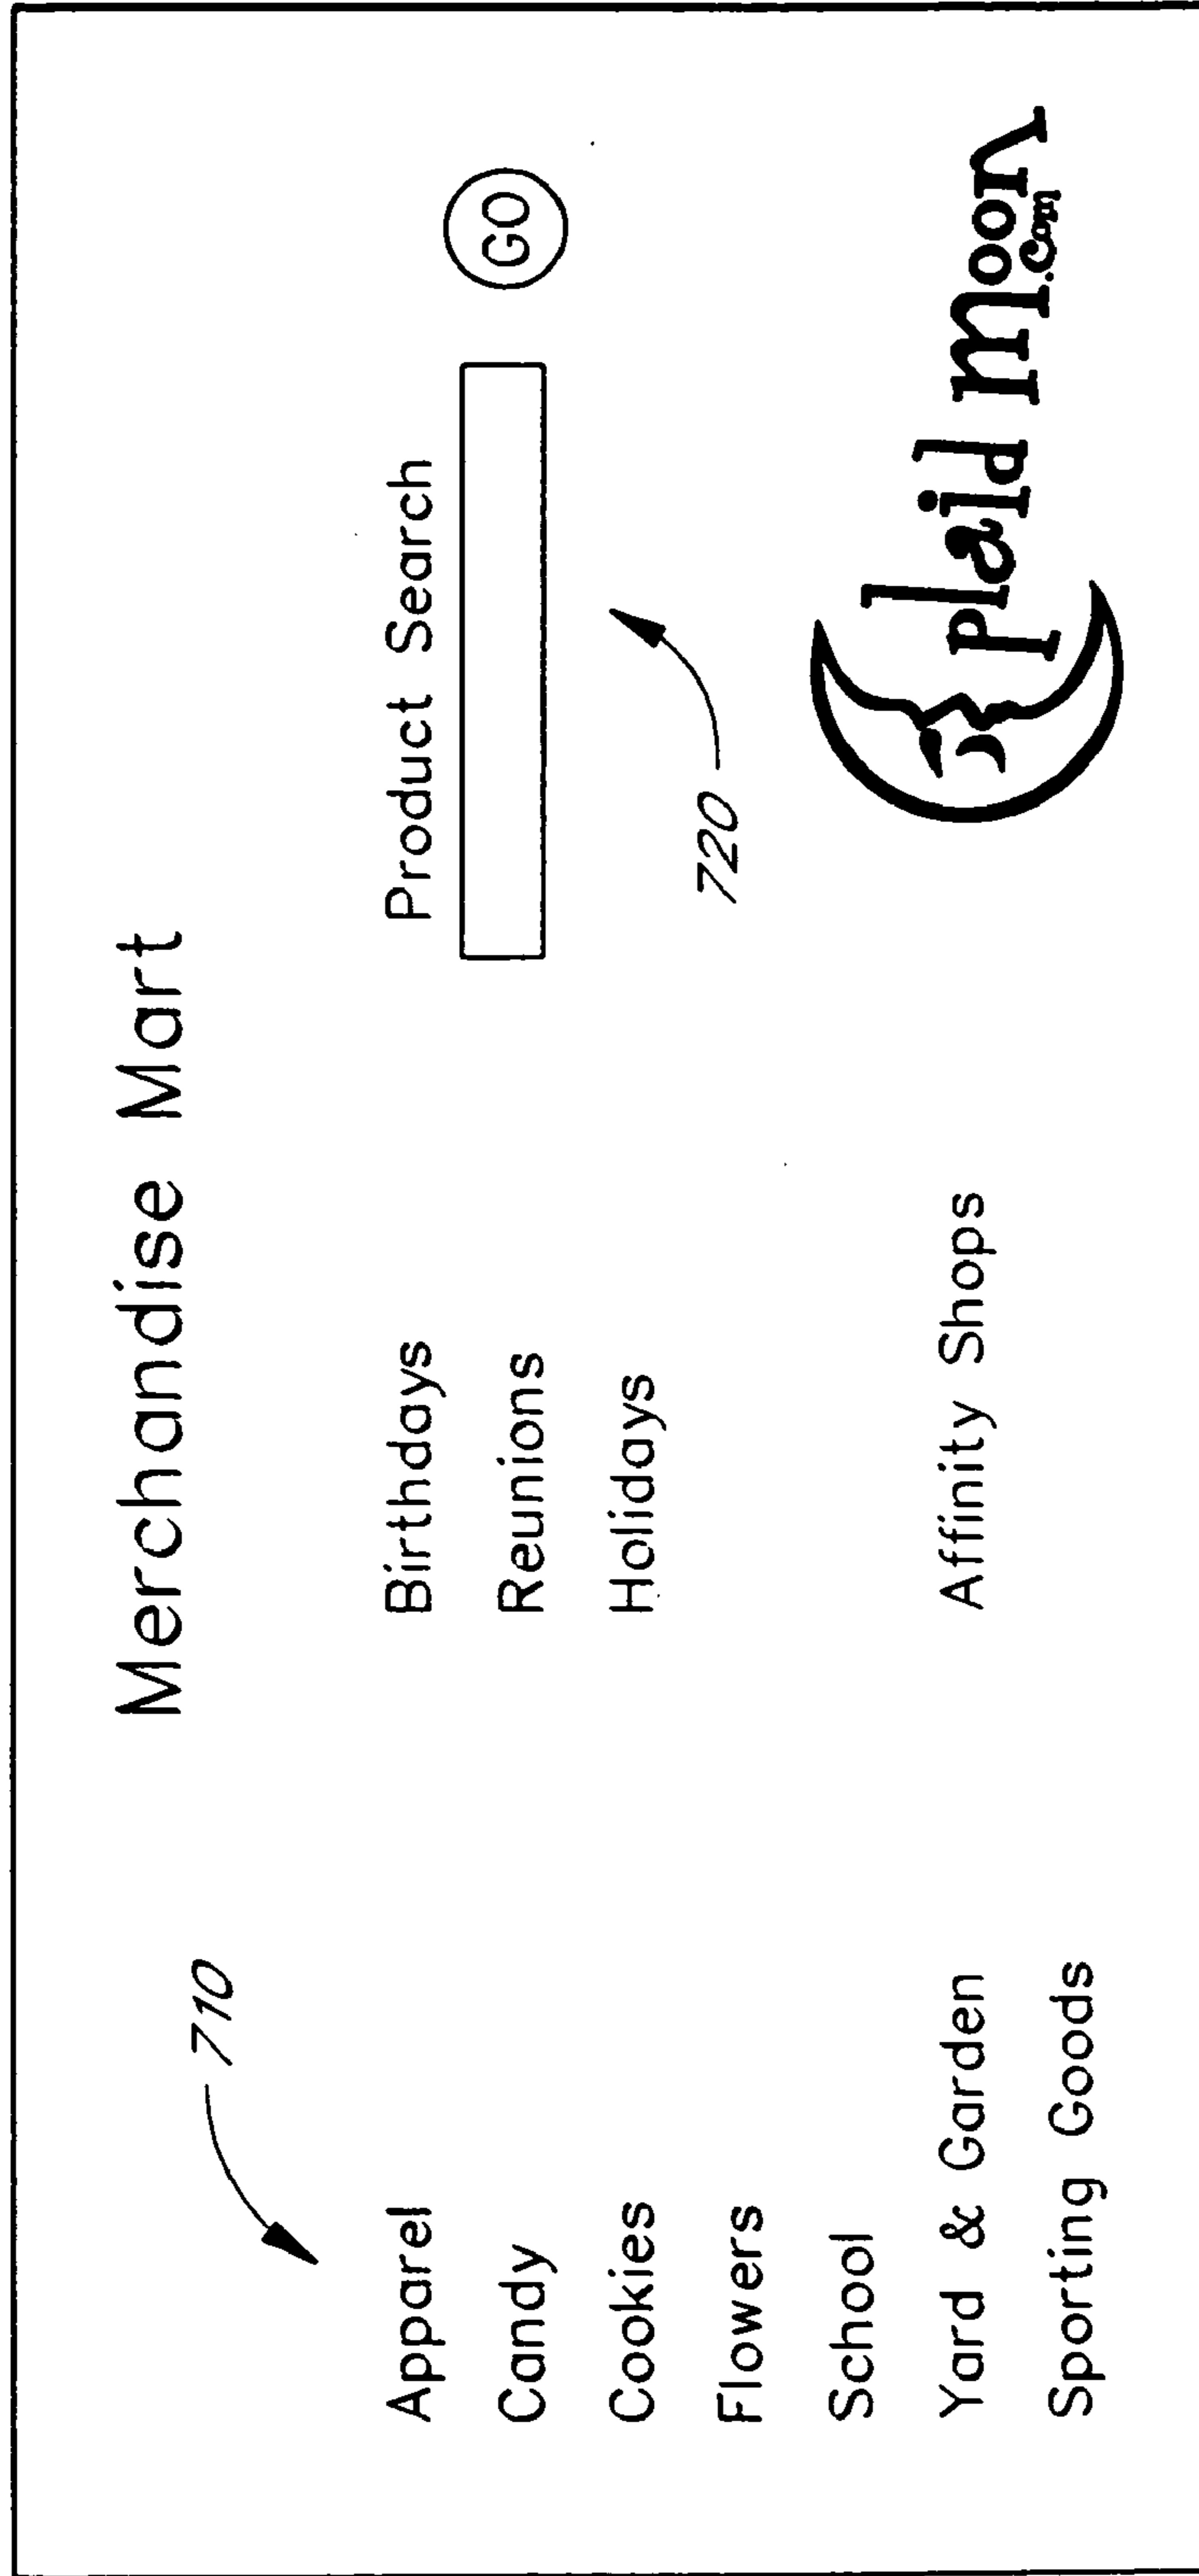 Merchandise Mart
710
Apparel
Candy
Cookies
Flowers
School
Yard & Garden
Sporting Goods
Birthdays
Reunions
Holidays
Affinity Shops
Product Search
GO
720
plaid moon
.com